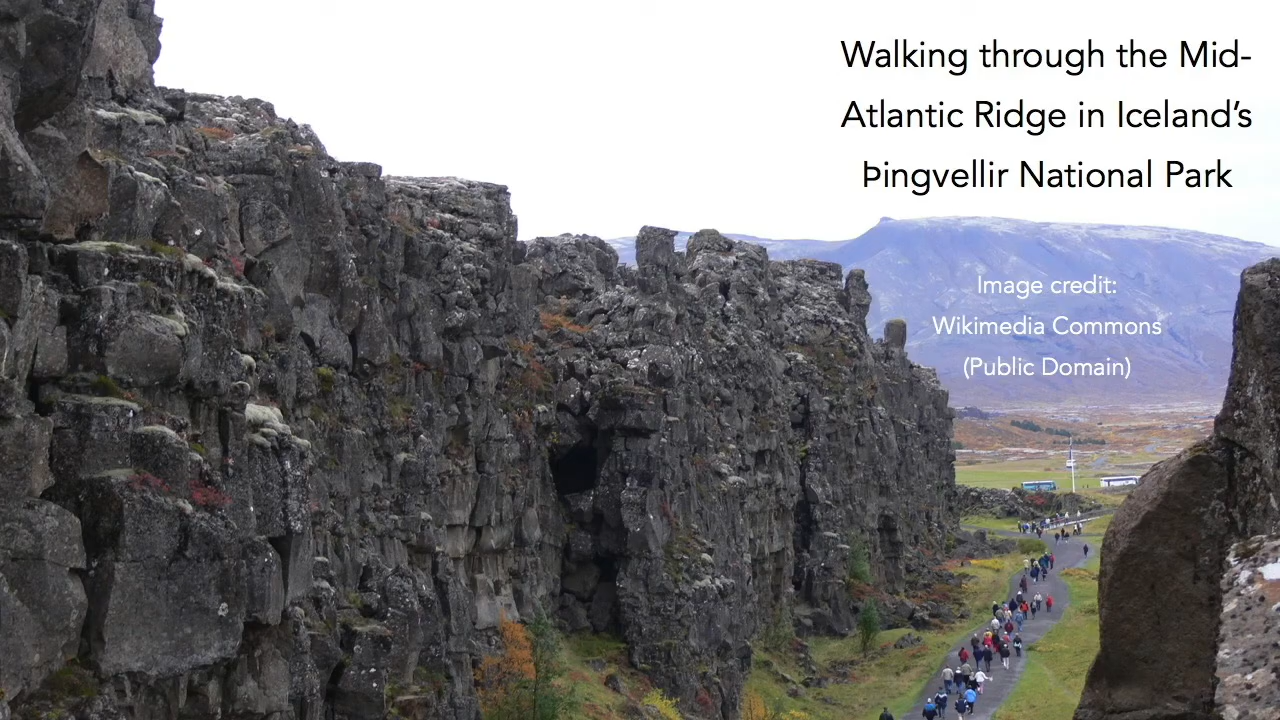 Walking through the Mid-
Atlantic Ridge in Iceland’s
Þingvellir National Park
Image credit:
Wikimedia Commons
(Public Domain)